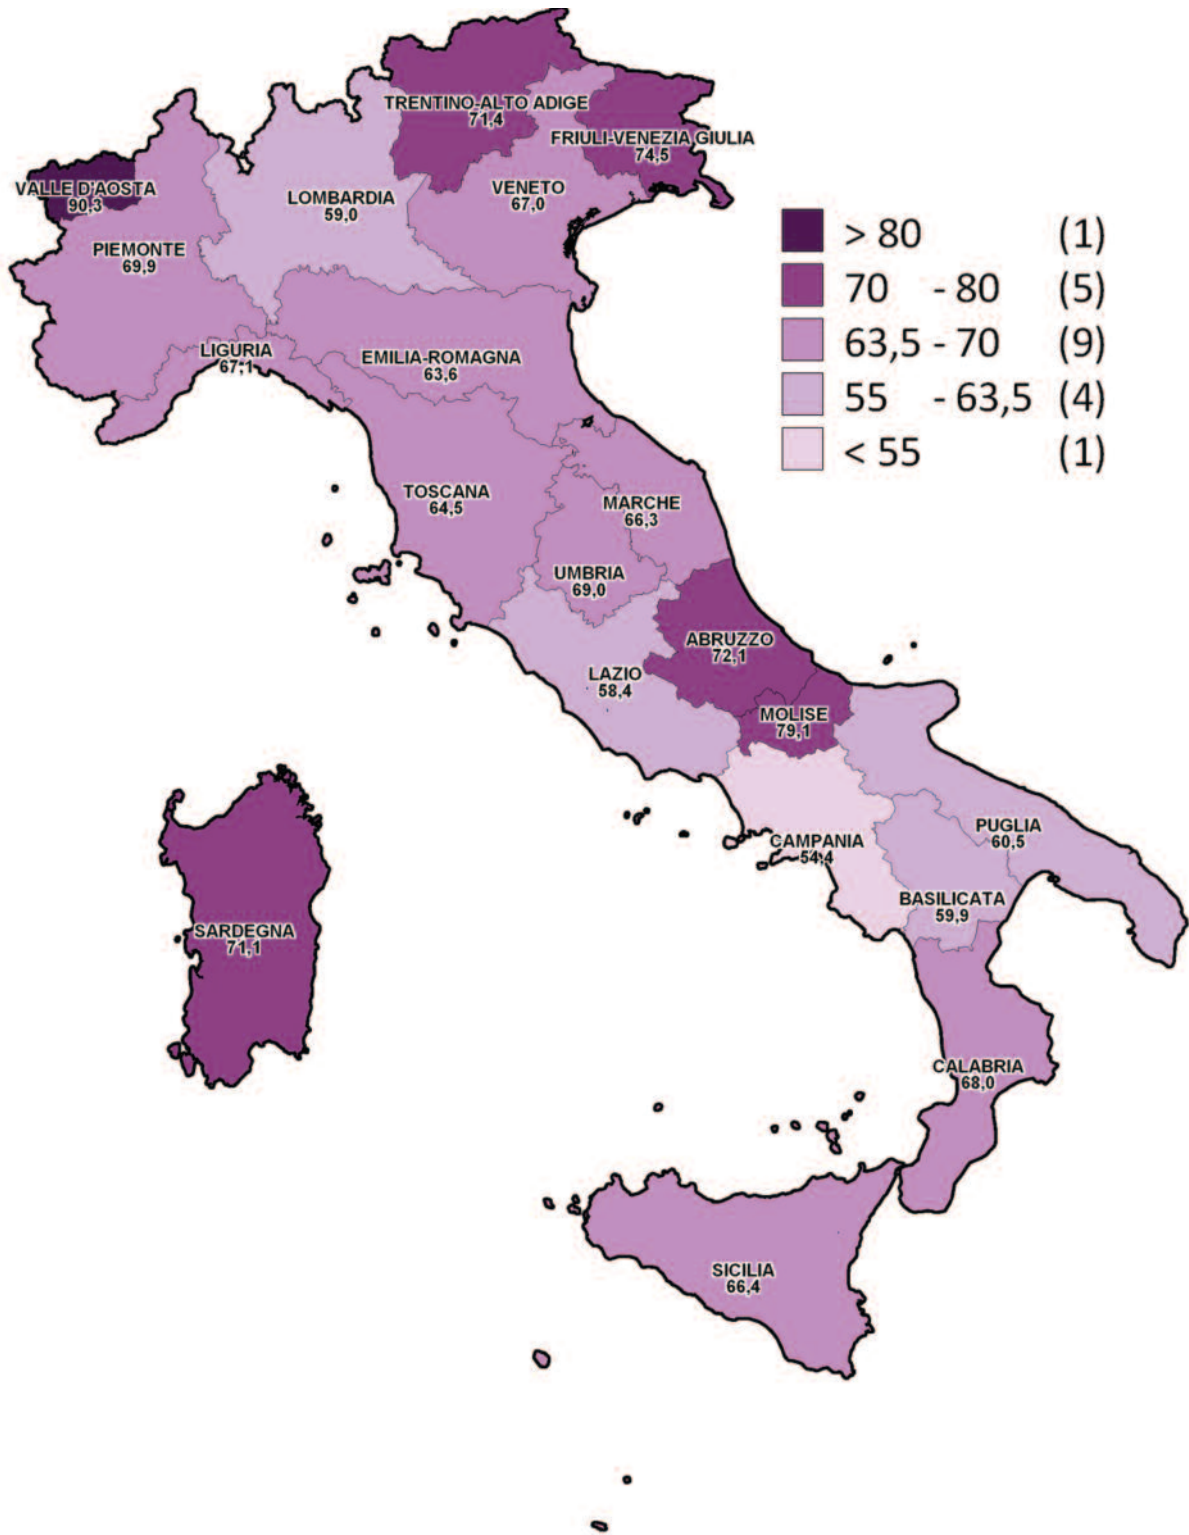 TRENTINO-ALTO ADIGE
71,4
FRIULI-VENEZIA GIULIA
74,5
VALLE D'AOSTA
90,3
LOMBARDIA
59,0
VENETO
67,0
PIEMONTE
69,9
> 80 (1)
70 - 80 (5)
63,5 - 70 (9)
55 - 63,5 (4)
< 55 (1)
LIGURIA
67,1
EMILIA-ROMAGNA
63,6
TOSCANA
64,5
MARCHE
66,3
UMBRIA
69,0
ABRUZZO
72,1
LAZIO
58,4
MOLISE
79,1
CAMPANIA
54,4
PUGLIA
60,5
BASILICATA
59,9
SARDEGNA
71,1
CALABRIA
68,0
SICILIA
66,4